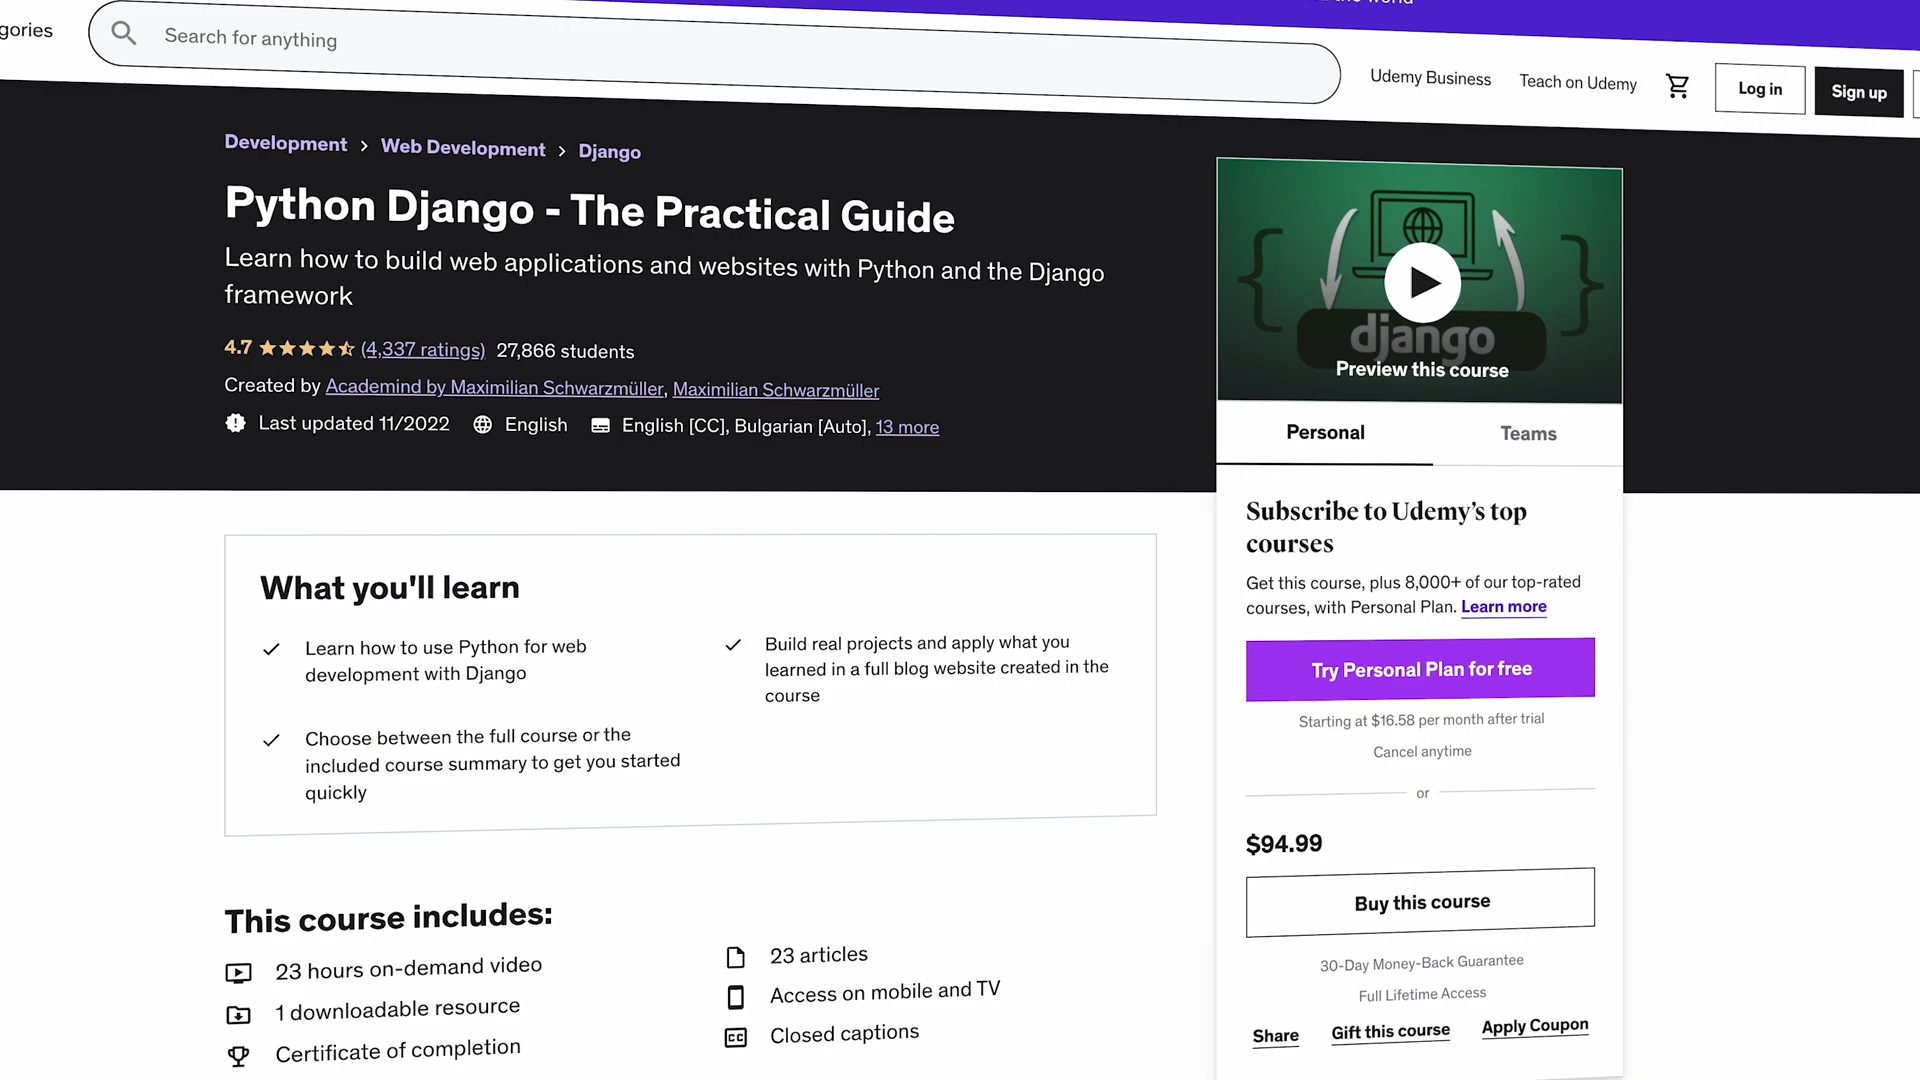 gories
Search for anything
Udemy Business
Teach on Udemy
Log in
Sign up
Development > Web Development > Django
Python Django - The Practical Guide
Learn how to build web applications and websites with Python and the Django
framework
4.7 (4,337 ratings) 27,866 students
Created by Academind by Maximilian Schwarzmüller, Maximilian Schwarzmüller
Last updated 11/2022 English English [CC], Bulgarian [Auto], 13 more
django
Preview this course
Personal
Teams
Subscribe to Udemy's top
courses
Get this course, plus 8,000+ of our top-rated
courses, with Personal Plan. Learn more
Try Personal Plan for free
Starting at $16.58 per month after trial
Cancel anytime
or
$94.99
Buy this course
30-Day Money-Back Guarantee
Full Lifetime Access
Share
Gift this course
Apply Coupon
What you'll learn
Learn how to use Python for web
development with Django
Build real projects and apply what you
learned in a full blog website created in the
course
Choose between the full course or the
included course summary to get you started
quickly
This course includes:
23 hours on-demand video
1 downloadable resource
Certificate of completion
23 articles
Access on mobile and TV
CC Closed captions